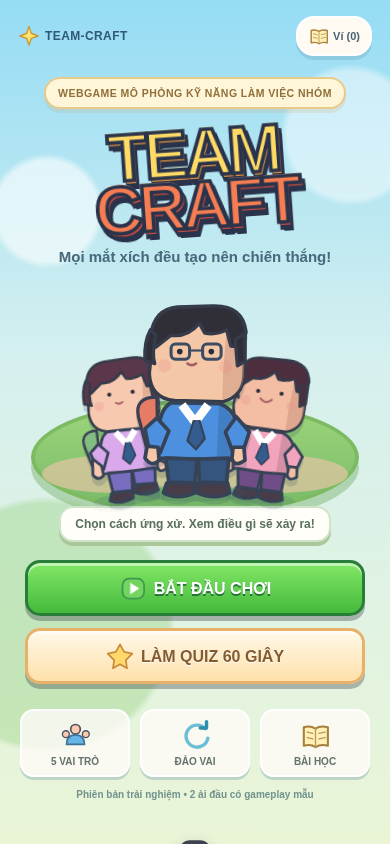 TEAM-CRAFT
Ví (0)
WEBGAME MÔ PHỎNG KỸ NĂNG LÀM VIỆC NHÓM
TEAM
CRAFT
Mọi mắt xích đều tạo nên chiến thắng!
Chọn cách ứng xử. Xem điều gì sẽ xảy ra!
BẮT ĐẦU CHƠI
LÀM QUIZ 60 GIÂY
5 VAI TRÒ
ĐẢO VAI
BÀI HỌC
Phiên bản trải nghiệm • 2 ải đầu có gameplay mẫu